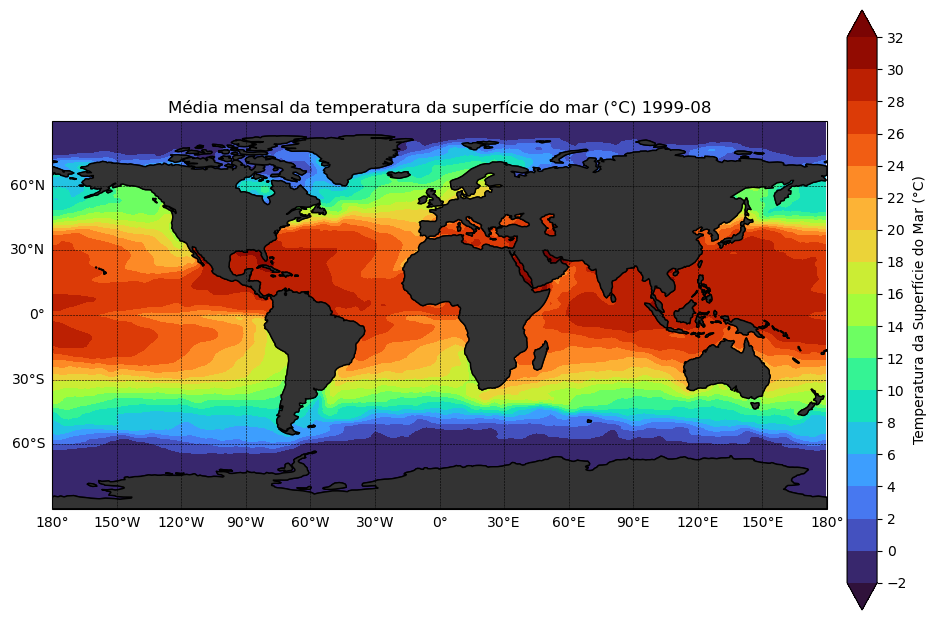 Média mensal da temperatura da superfície do mar (°C) 1999-08
60°N
30°N
0°
30°S
60°S
180° 150°W 120°W 90°W 60°W 30°W 0° 30°E 60°E 90°E 120°E 150°E 180°
32
30
28
26
24
22
20
18
16
14
12
10
8
6
4
2
0
−2
Temperatura da Superfície do Mar (°C)